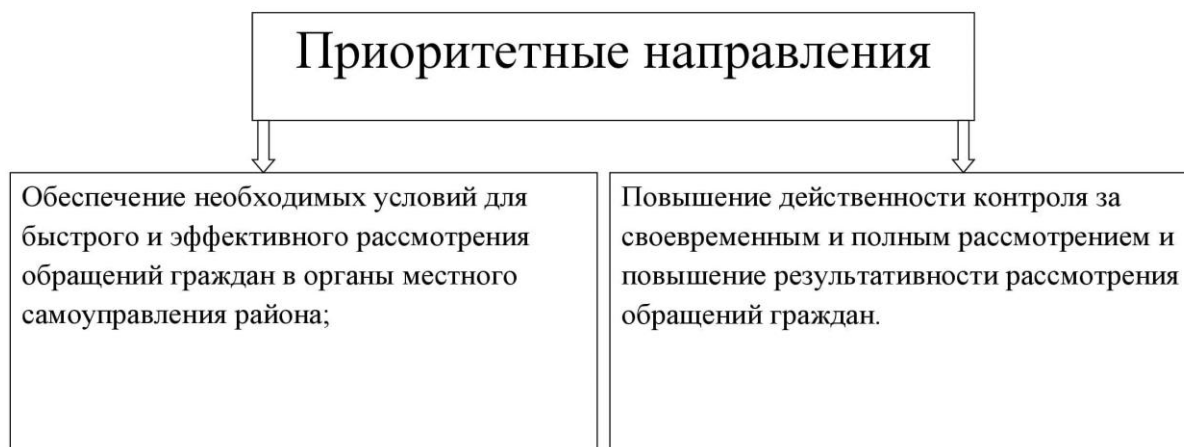 Приоритетные направления
Обеспечение необходимых условий для
быстрого и эффективного рассмотрения
обращений граждан в органы местного
самоуправления района;
Повышение действенности контроля за
своевременным и полным рассмотрением и
повышение результативности рассмотрения
обращений граждан.